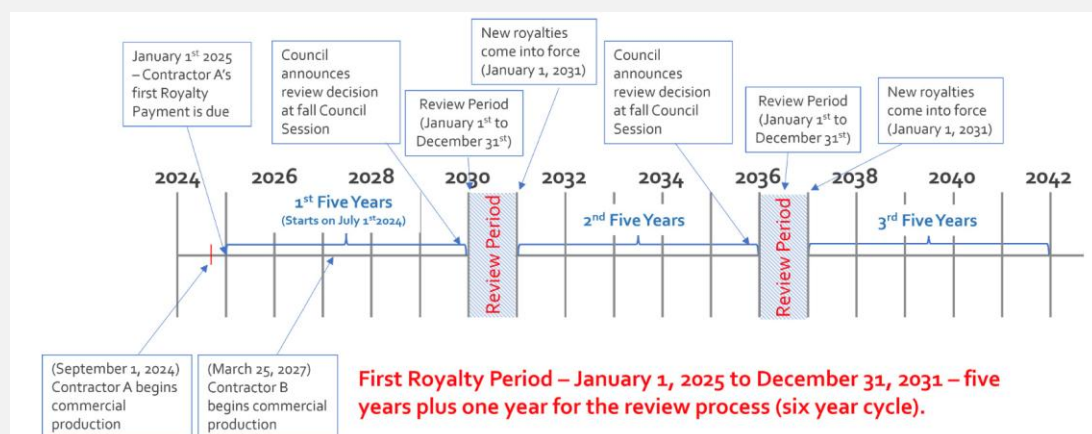 January 1st 2025
– Contractor A's
first Royalty
Payment is due
Council
announces
review decision
at fall Council
Session
Review Period
(January 1st to
December 31st)
New royalties
come into force
(January 1, 2031)
Council
announces
review decision
at fall Council
Session
Review Period
(January 1st to
December 31st)
New royalties
come into force
(January 1, 2031)
2024 2026 2028 2030 2032 2034 2036 2038 2040 2042
1st Five Years
(Starts on July 1st2024)
Review Period
2nd Five Years
Review Period
3rd Five Years
(September 1, 2024)
Contractor A begins
commercial
production
(March 25, 2027)
Contractor B
begins commercial
production
First Royalty Period – January 1, 2025 to December 31, 2031 – five
years plus one year for the review process (six year cycle).